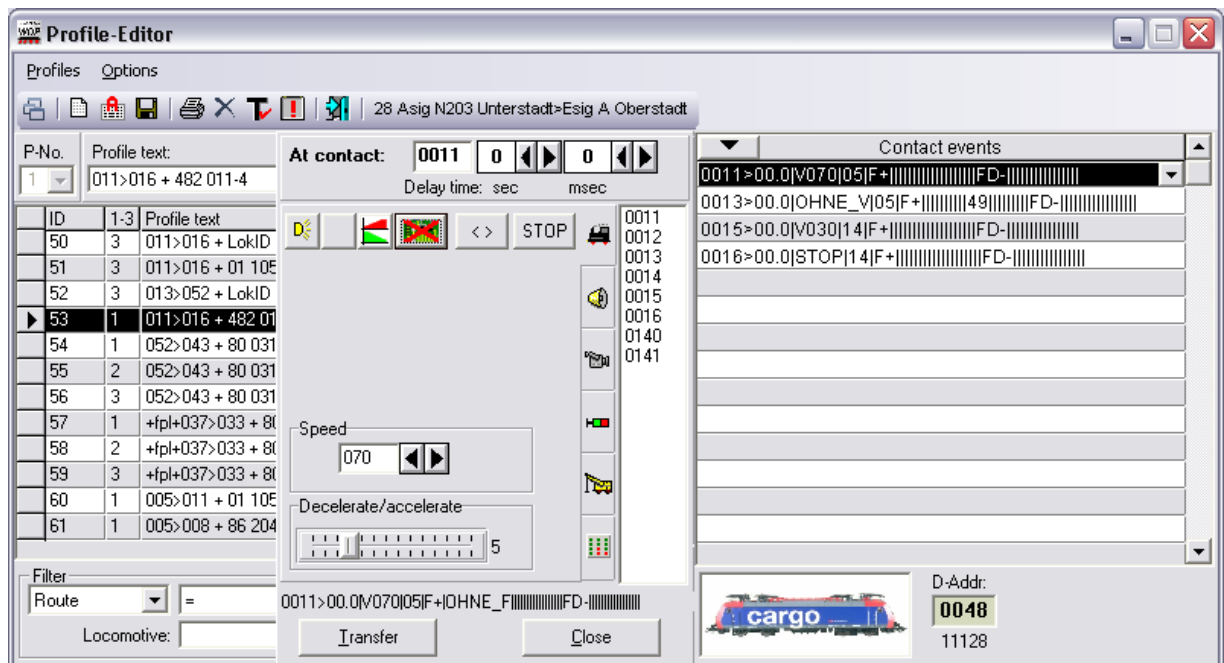 Profile-Editor
Profiles Options
28 Asig N203 Unterstadt>Esig A Oberstadt
P-No. Profile text:
1 011>016 + 482 011-4
ID 1-3 Profile text
50 3 011>016 + LokID
51 3 011>016 + 01 105
52 3 013>052 + LokID
53 1 011>016 + 482 01
54 1 052>043 + 80 031
55 2 052>043 + 80 031
56 3 052>043 + 80 031
57 1 +fpl+037>033 + 80
58 2 +fpl+037>033 + 80
59 3 +fpl+037>033 + 80
60 1 005>011 + 01 105
61 1 005>008 + 86 204
Filter
Route =
Locomotive:
At contact: 0011 0 0
Delay time: sec msec
D < > STOP
0011
0012
0013
0014
0015
0016
0140
0141
Speed
070
Decelerate/accelerate
5
0011>00.0|V070|05|F+|OHNE_F||||||||||||||||FD-||||||||||||||||
Transfer Close
Contact events
0011>00.0|V070|05|F+|||||||||||||||||||FD-||||||||||||||||
0013>00.0|OHNE_V|05|F+||||||||||49|||||||||FD-||||||||||||||||
0015>00.0|V030|14|F+|||||||||||||||||||FD-||||||||||||||||
0016>00.0|STOP|14|F+|||||||||||||||||||FD-||||||||||||||||
cargo
D-Addr:
0048
11128